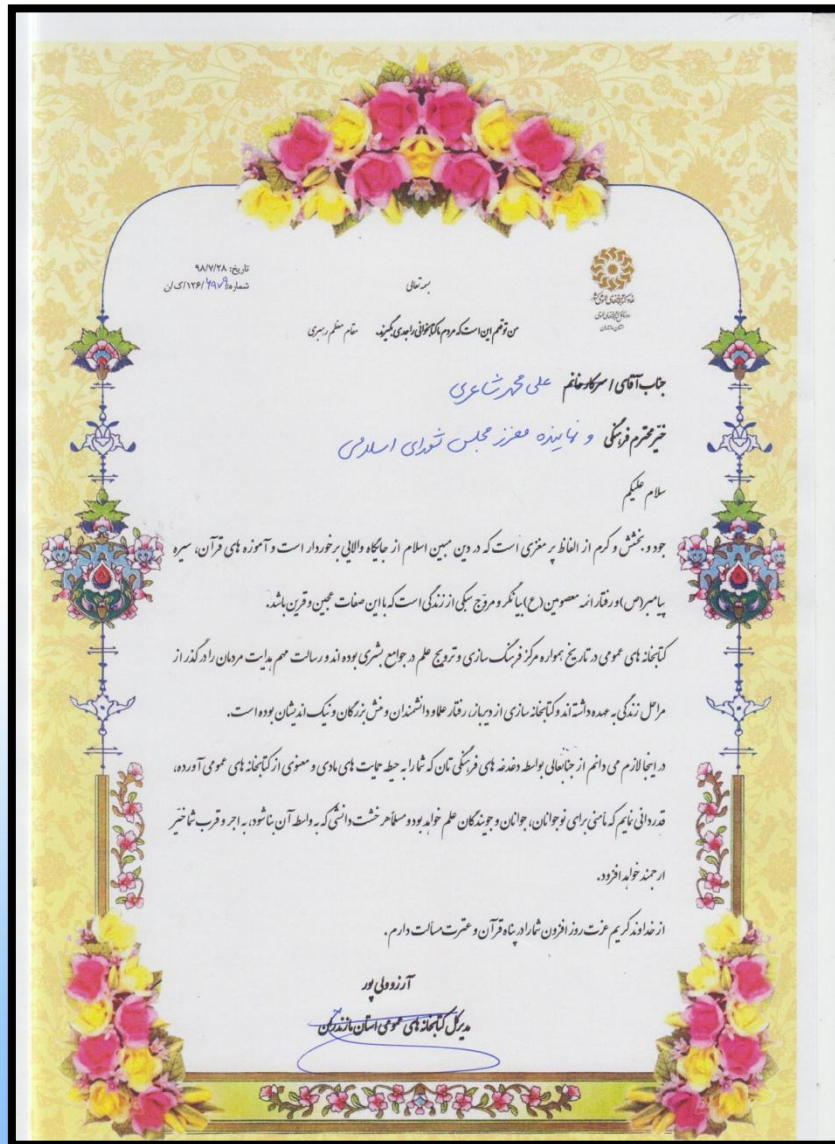 تاریخ: ۹۸/۷/۲۸
شماره: ۱۲۶/۶۹۷۹/ک ان
بسمه تعالی
من توقعم این است که مردم ما کتابخوانی را جدی بگیرند. مقام معظم رهبری
جناب آقای / سرکار خانم علی محمد شاعری
خیّر محترم فرهنگی و نماینده معزز مجلس شورای اسلامی
سلام علیکم
جود و بخشش و کرم از الفاظ پر مغزی است که در دین مبین اسلام از جایگاه والایی برخوردار است و آموزه های قرآن، سیره
پیامبر(ص) و رفتار ائمه معصومین(ع) بیانگر و مروّج سبکی از زندگی است که با این صفات عجین و قرین باشد.
کتابخانه های عمومی در تاریخ همواره مرکز فرهنگ سازی و ترویج علم در جوامع بشری بوده اند و رسالت مهم هدایت مردمان را در گذر از
مراحل زندگی به عهده داشته اند و کتابخانه سازی از دیرباز، رفتار علما و دانشمندان و منش بزرگان و نیک اندیشان بوده است.
در اینجا لازم می دانم از جنابعالی بواسطه دغدغه های فرهنگی تان که شما را به حیطه حمایت های مادی و معنوی از کتابخانه های عمومی آورده،
قدردانی نمایم که مأمنی برای نوجوانان، جوانان و جویندگان علم خواهد بود و مسلماً هر خشت دانشی که به واسطه آن بنا شود، به اجر و قرب شما خیّر
ارجمند خواهد افزود.
از خداوند کریم عزت روز افزون شما را در پناه قرآن و عترت مسألت دارم.
آرزو ولی پور
مدیرکل کتابخانه های عمومی استان مازندران